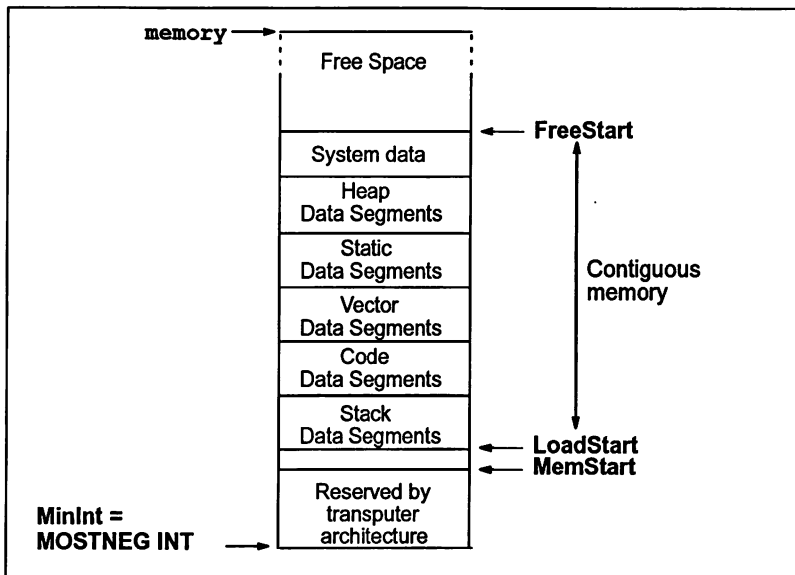 memory
Free Space
FreeStart
System data
Heap
Data Segments
Static
Data Segments
Contiguous
memory
Vector
Data Segments
Code
Data Segments
Stack
Data Segments
LoadStart
MemStart
Reserved by
transputer
architecture
MinInt =
MOSTNEG INT